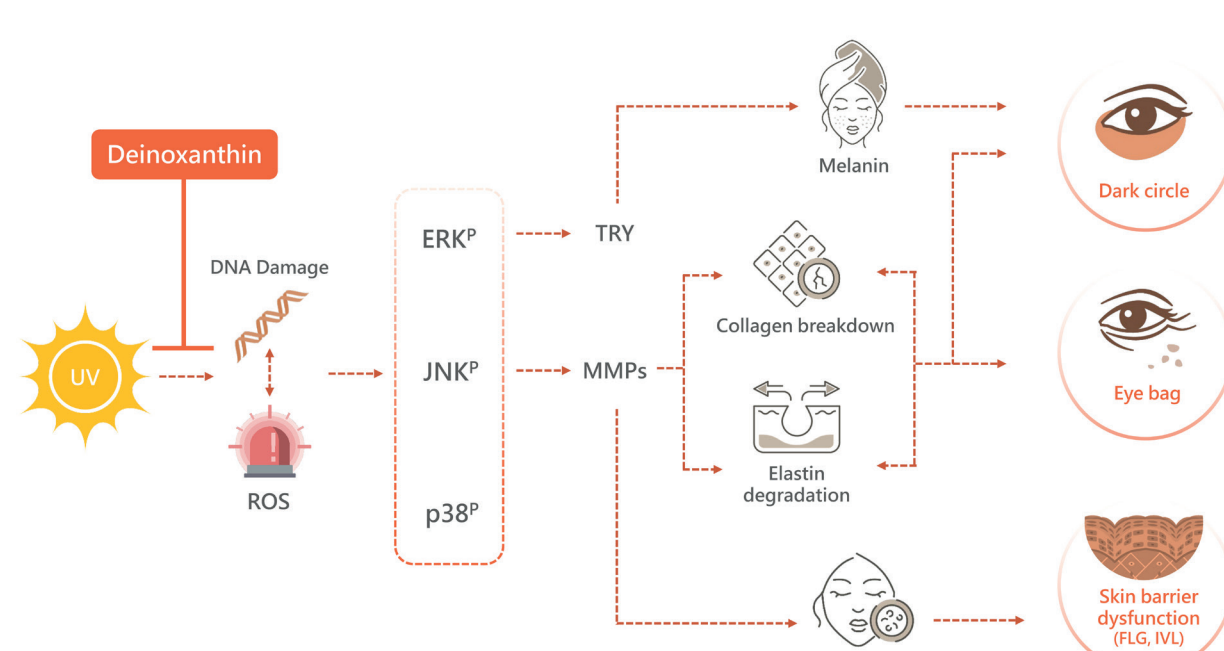 Deinoxanthin
DNA Damage
UV
ROS
ERKᴾ
JNKᴾ
p38ᴾ
TRY
MMPs
Melanin
Collagen breakdown
Elastin
degradation
Dark circle
Eye bag
Skin barrier
dysfunction
(FLG, IVL)